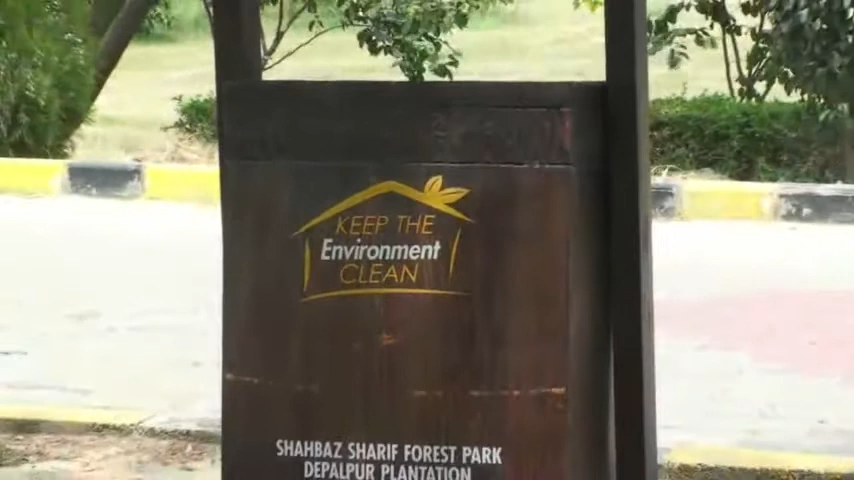 KEEP THE
Environment
CLEAN
SHAHBAZ SHARIF FOREST PARK
DEPALPUR PLANTATION